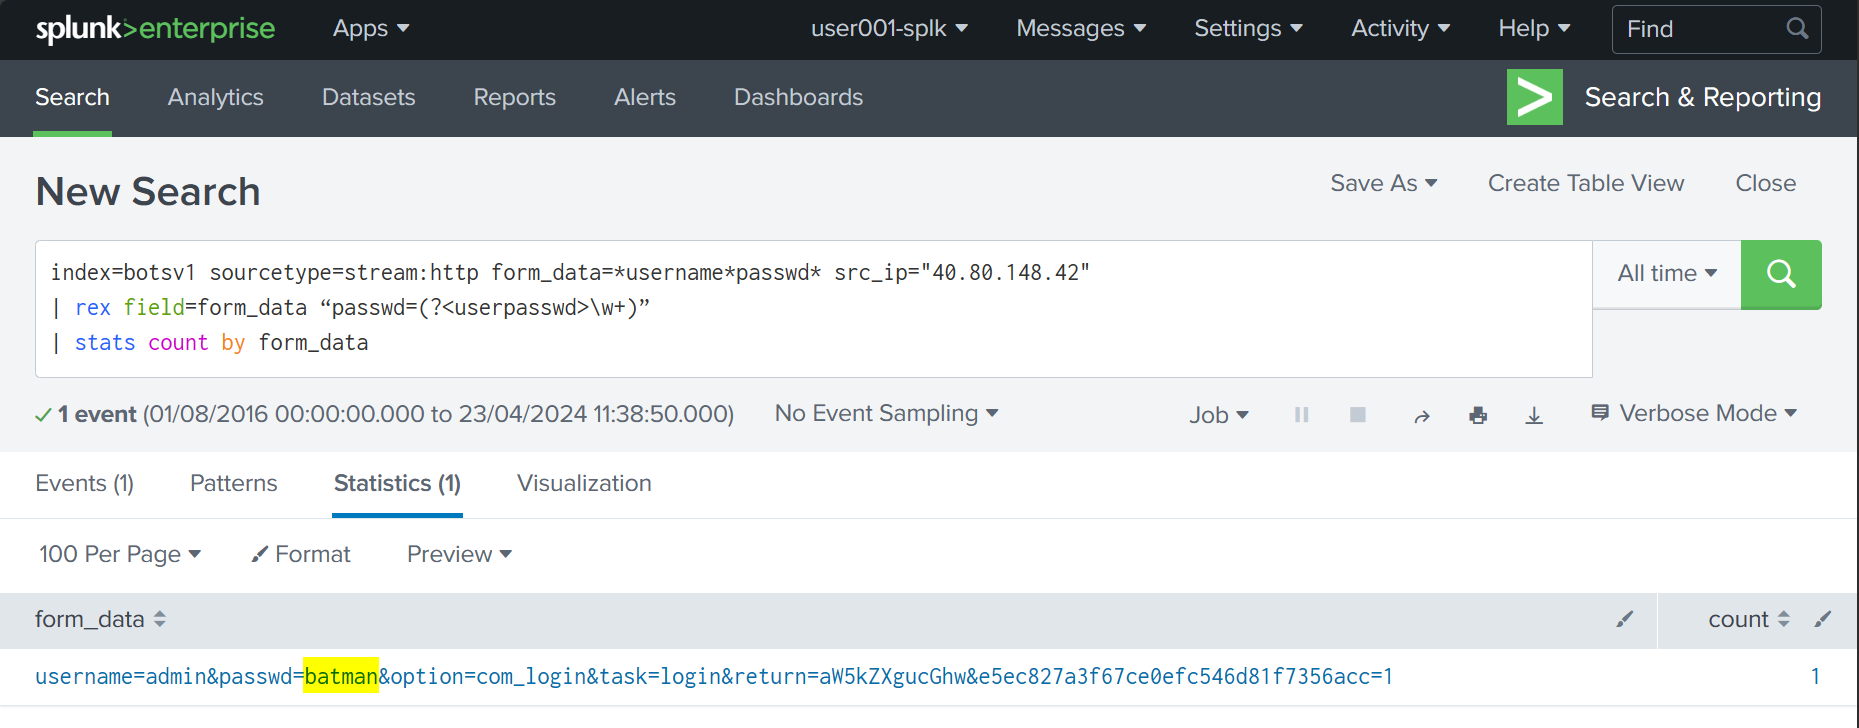 splunk>enterprise Apps user001-splk Messages Settings Activity Help Find
Search Analytics Datasets Reports Alerts Dashboards > Search & Reporting
New Search Save As Create Table View Close
index=botsv1 sourcetype=stream:http form_data=*username*passwd* src_ip="40.80.148.42" All time
| rex field=form_data “passwd=(?<userpasswd>\w+)”
| stats count by form_data
1 event (01/08/2016 00:00:00.000 to 23/04/2024 11:38:50.000) No Event Sampling Job Verbose Mode
Events (1) Patterns Statistics (1) Visualization
100 Per Page Format Preview
form_data count
username=admin&passwd=batman&option=com_login&task=login&return=aW5kZXgucGhw&e5ec827a3f67ce0efc546d81f7356acc=1 1